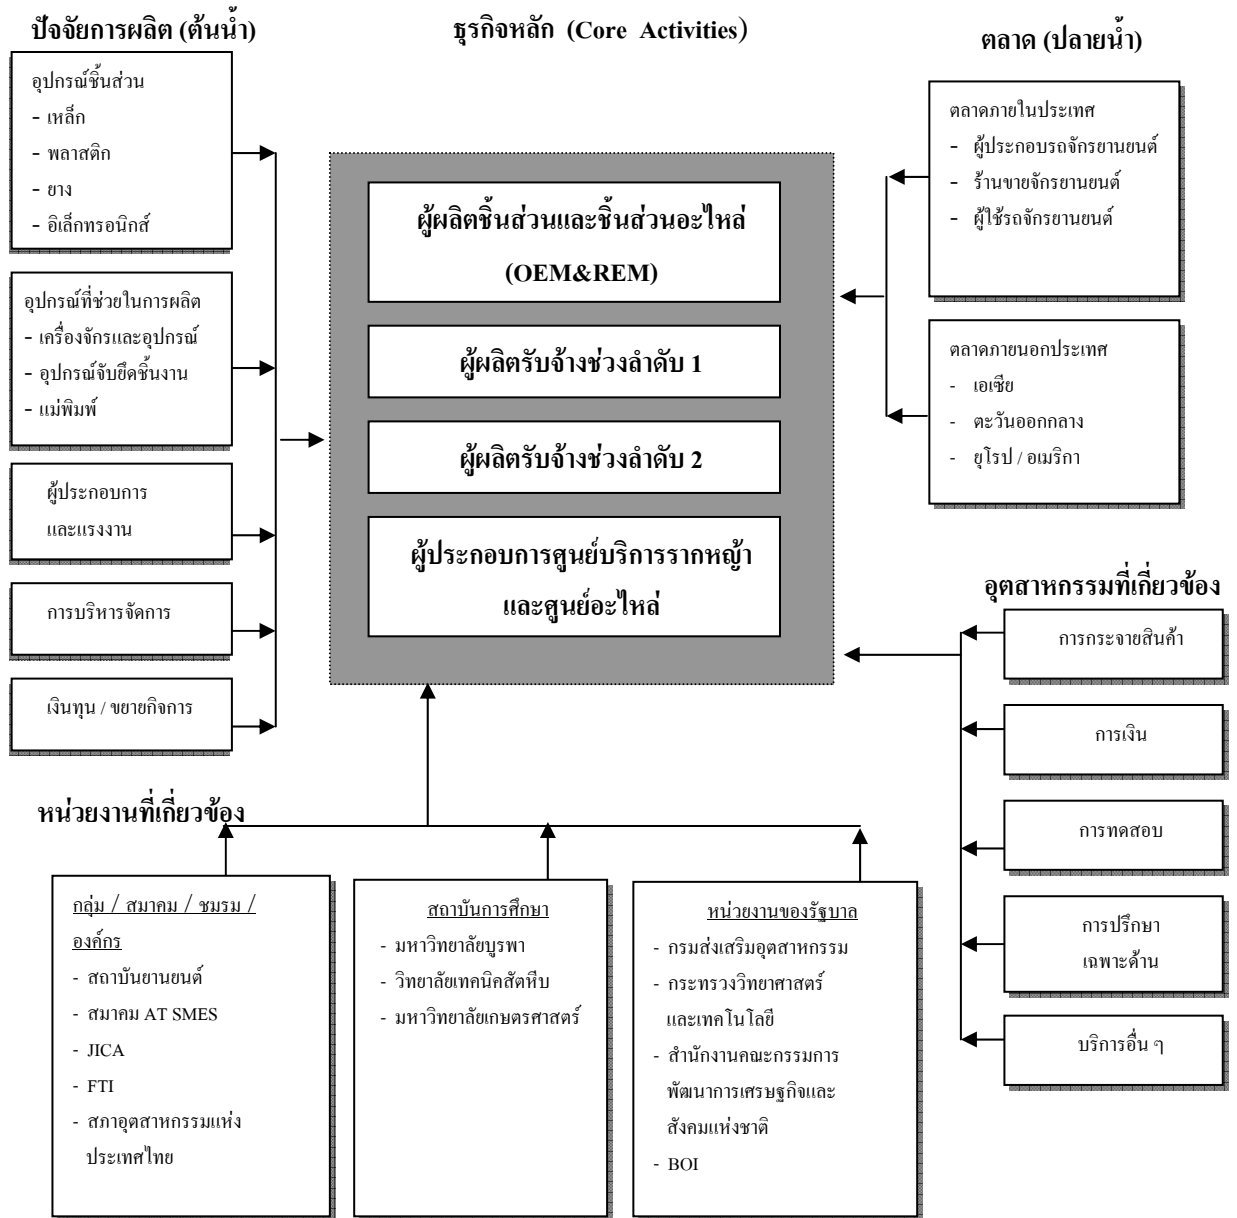 ปัจจัยการผลิต (ต้นน้ำ)
อุปกรณ์ชิ้นส่วน
- เหล็ก
- พลาสติก
- ยาง
- อิเล็กทรอนิกส์
อุปกรณ์ที่ช่วยในการผลิต
- เครื่องจักรและอุปกรณ์
- อุปกรณ์จับยึดชิ้นงาน
- แม่พิมพ์
ผู้ประกอบการ
และแรงงาน
การบริหารจัดการ
เงินทุน / ขยายกิจการ
ธุรกิจหลัก (Core Activities)
ผู้ผลิตชิ้นส่วนและชิ้นส่วนอะไหล่
(OEM&REM)
ผู้ผลิตรับจ้างช่วงลำดับ 1
ผู้ผลิตรับจ้างช่วงลำดับ 2
ผู้ประกอบการศูนย์บริการรากหญ้า
และศูนย์อะไหล่
ตลาด (ปลายน้ำ)
ตลาดภายในประเทศ
- ผู้ประกอบรถจักรยานยนต์
- ร้านขายจักรยานยนต์
- ผู้ใช้รถจักรยานยนต์
ตลาดภายนอกประเทศ
- เอเซีย
- ตะวันออกกลาง
- ยุโรป / อเมริกา
อุตสาหกรรมที่เกี่ยวข้อง
การกระจายสินค้า
การเงิน
การทดสอบ
การปรึกษา
เฉพาะด้าน
บริการอื่น ๆ
หน่วยงานที่เกี่ยวข้อง
กลุ่ม / สมาคม / ชมรม /
องค์กร
- สถาบันยานยนต์
- สมาคม AT SMES
- JICA
- FTI
- สภาอุตสาหกรรมแห่ง
ประเทศไทย
สถาบันการศึกษา
- มหาวิทยาลัยบูรพา
- วิทยาลัยเทคนิคสัตหีบ
- มหาวิทยาลัยเกษตรศาสตร์
หน่วยงานของรัฐบาล
- กรมส่งเสริมอุตสาหกรรม
- กระทรวงวิทยาศาสตร์
และเทคโนโลยี
- สำนักงานคณะกรรมการ
พัฒนาการเศรษฐกิจและ
สังคมแห่งชาติ
- BOI